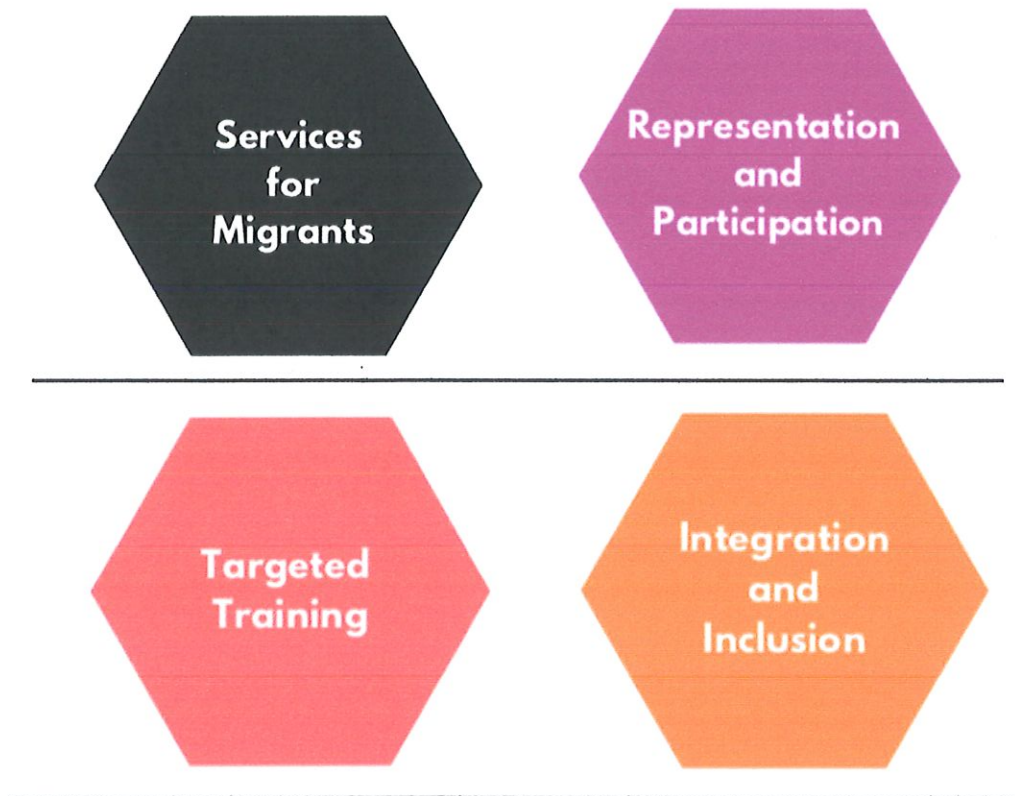 Services
for
Migrants
Representation
and
Participation
Targeted
Training
Integration
and
Inclusion